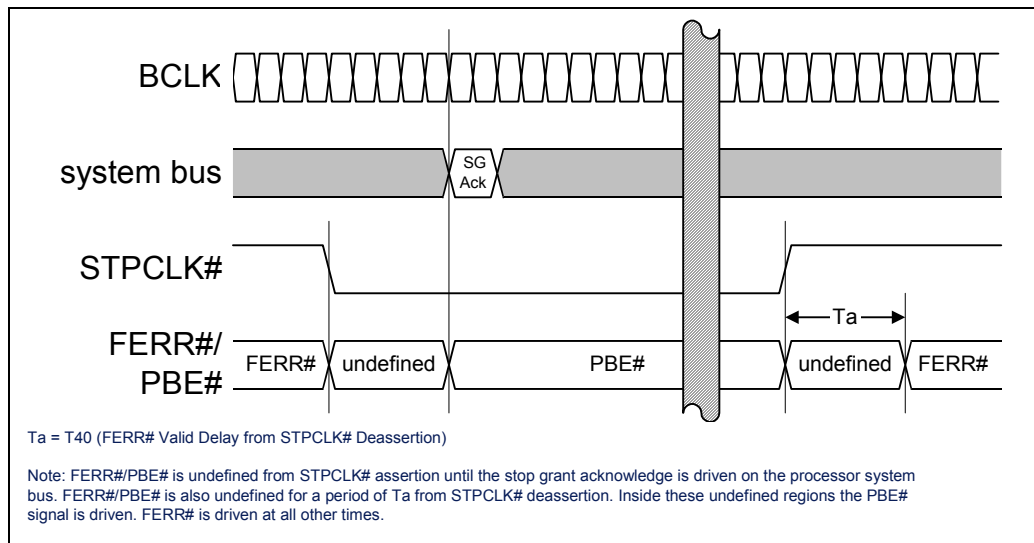 BCLK
system bus
SG
Ack
STPCLK#
Ta
FERR#/
PBE#
FERR#
undefined
PBE#
undefined
FERR#
Ta = T40 (FERR# Valid Delay from STPCLK# Deassertion)
Note: FERR#/PBE# is undefined from STPCLK# assertion until the stop grant acknowledge is driven on the processor system
bus. FERR#/PBE# is also undefined for a period of Ta from STPCLK# deassertion. Inside these undefined regions the PBE#
signal is driven. FERR# is driven at all other times.